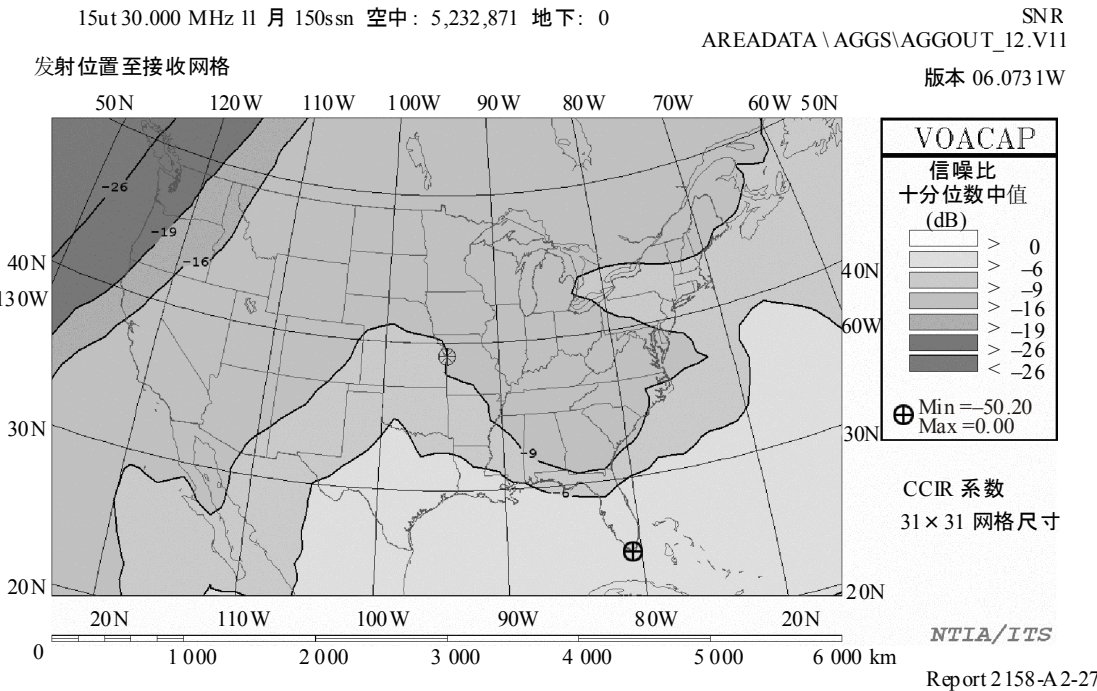 15ut 30.000 MHz 11 月 150ssn 空中: 5,232,871 地下: 0
SNR
AREADATA\AGGS\AGGOUT_12.V11
发射位置至接收网格
版本 06.0731W
50N 120W 110W 100W 90W 80W 70W 60W 50N
40N
130W
30N
20N
-26
-19
-16
-9
-6
40N
60W
30N
20N
20N 110W 100W 90W 80W 20N
0 1 000 2 000 3 000 4 000 5 000 6 000 km
VOACAP
信噪比
十分位数中值
(dB)
> 0
> –6
> –9
> –16
> –19
> –26
< –26
Min =–50.20
Max =0.00
CCIR 系数
31×31 网格尺寸
NTIA/ITS
Report 2158-A2-27